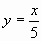 y = x/5